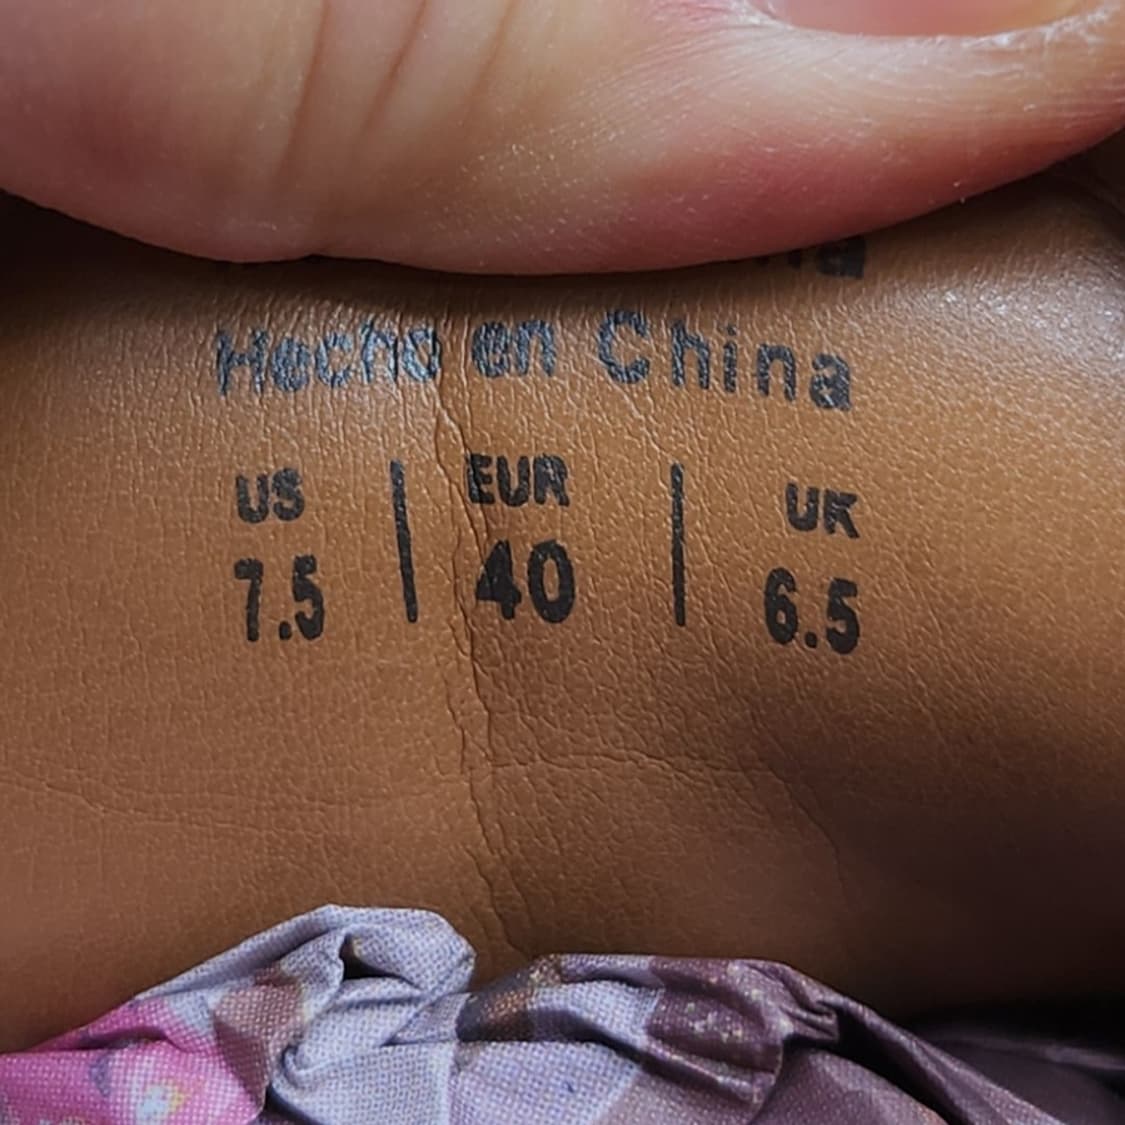 Hecho en China
US | EUR | UK
7.5 | 40 | 6.5